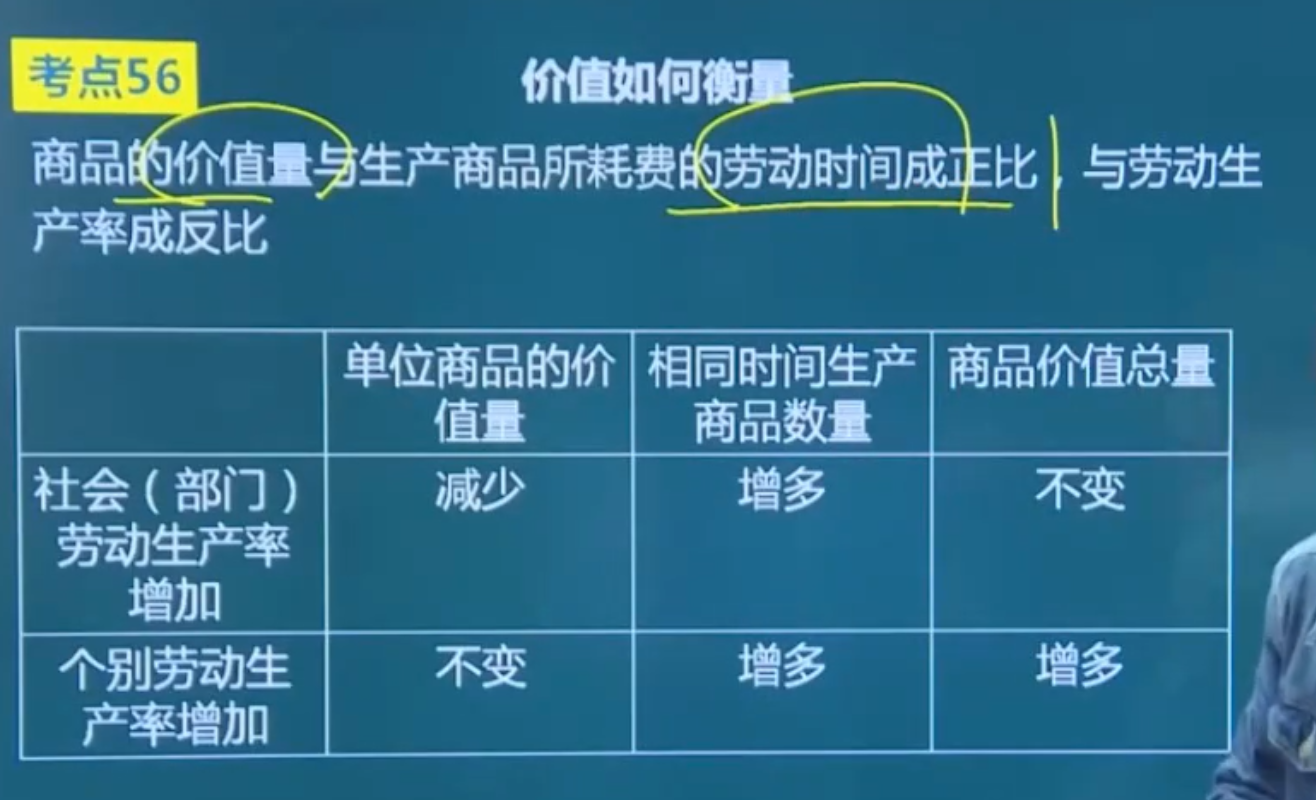 考点56
价值如何衡量
商品的价值量与生产商品所耗费的劳动时间成正比，与劳动生
产率成反比
单位商品的价
值量
相同时间生产
商品数量
商品价值总量
社会（部门）
劳动生产率
增加
减少
增多
不变
个别劳动生
产率增加
不变
增多
增多